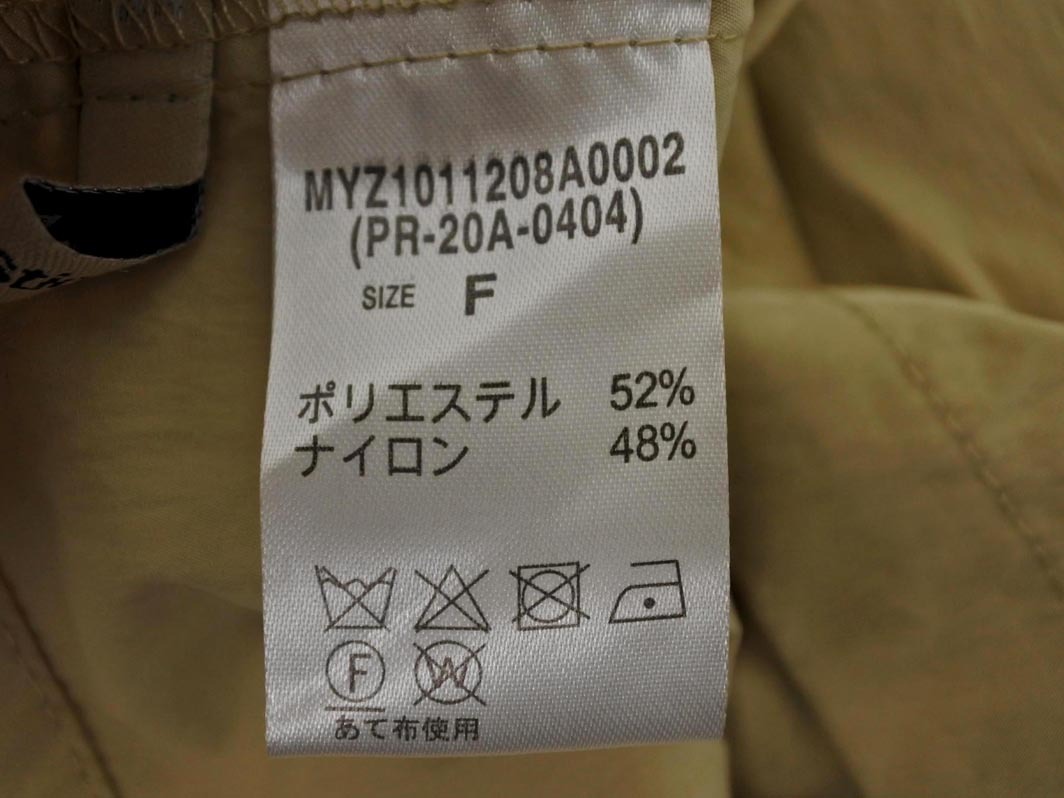 MYZ1011208A0002
(PR-20A-0404)
SIZE F
ポリエステル 52%
ナイロン 48%
F W
あて布使用